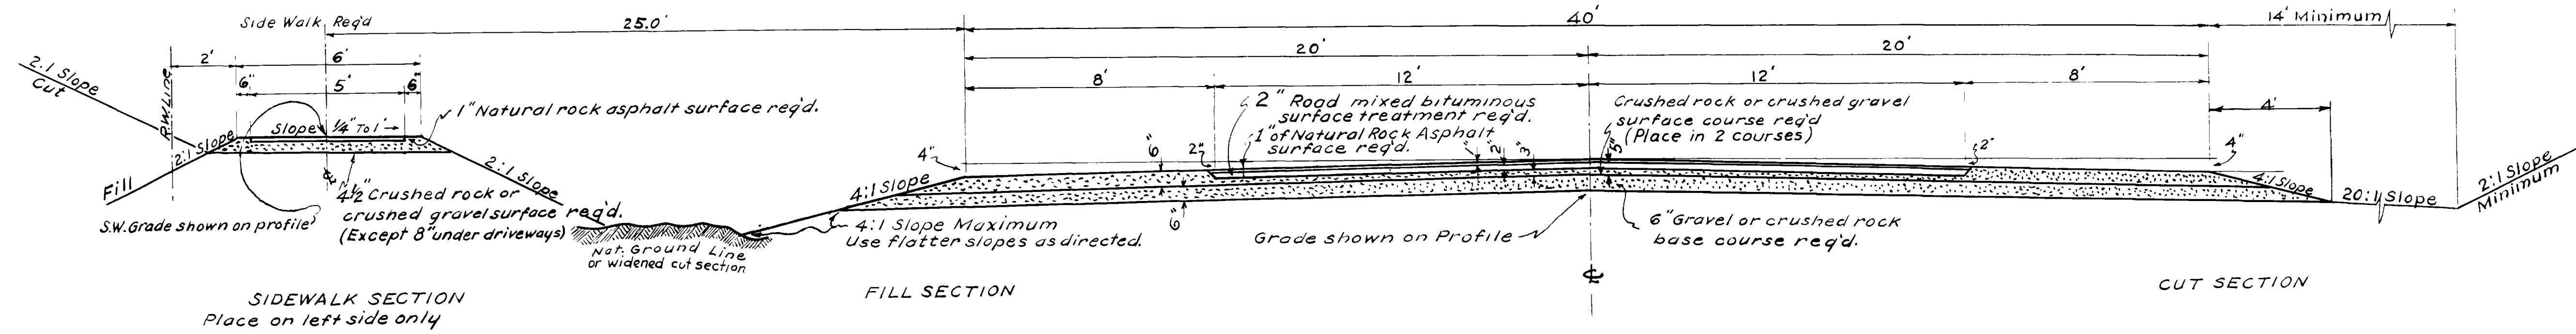 Side Walk Req'd
25.0'
40'
14' Minimum
2'
6'
20'
20'
6"
5'
6"
8'
12'
12'
8'
4'
2:1 Slope
Cut
R.W. Line
1" Natural rock asphalt surface req'd.
Slope 1/4" To 1'
2:1 Slope
Fill
2:1 Slope
4½" Crushed rock or
crushed gravel surface req'd.
(Except 8" under driveways)
S.W. Grade shown on profile
Nat. Ground Line
or widened cut section
4"
4:1 Slope
4:1 Slope Maximum
Use flatter slopes as directed.
6"
2"
6"
2" Road mixed bituminous
surface treatment req'd.
1" of Natural Rock Asphalt
surface req'd.
2"
3"
5"
Crushed rock or crushed gravel
surface course req'd
(Place in 2 courses)
2"
4"
4:1 Slope
20:1 Slope
2:1 Slope
Minimum
Grade shown on Profile
6" Gravel or crushed rock
base course req'd.
℄
SIDEWALK SECTION
Place on left side only
FILL SECTION
CUT SECTION